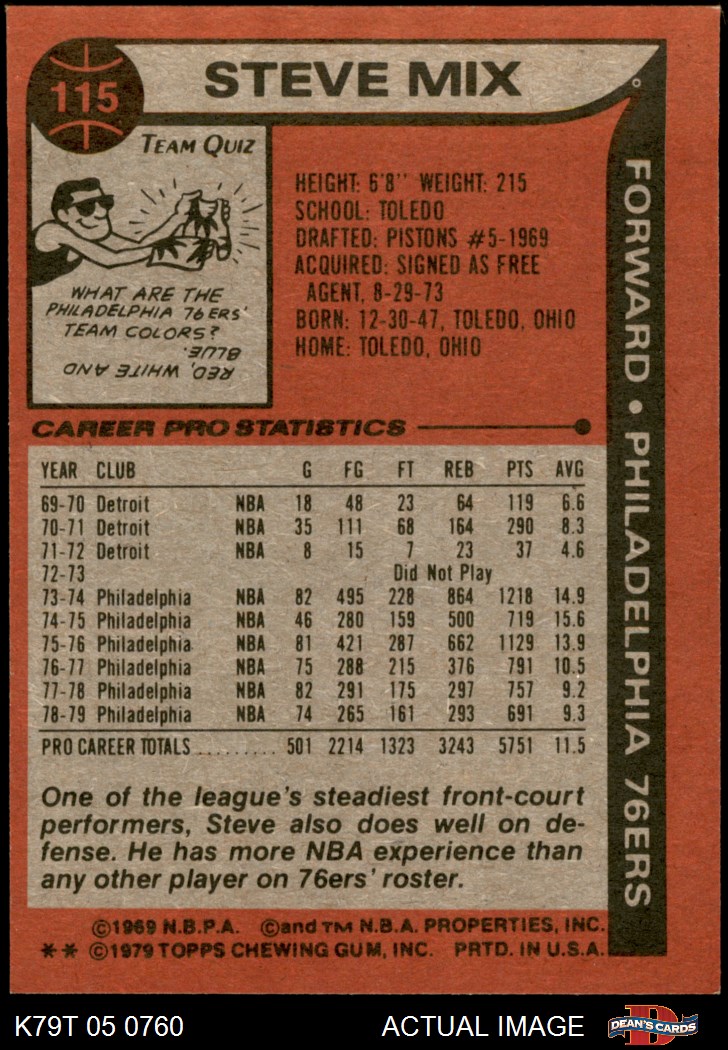 115
STEVE MIX
TEAM QUIZ
WHAT ARE THE
PHILADELPHIA 76ERS'
TEAM COLORS?
RED, WHITE AND
BLUE.
HEIGHT: 6'8" WEIGHT: 215
SCHOOL: TOLEDO
DRAFTED: PISTONS #5-1969
ACQUIRED: SIGNED AS FREE
AGENT, 8-29-73
BORN: 12-30-47, TOLEDO, OHIO
HOME: TOLEDO, OHIO
FORWARD • PHILADELPHIA 76ERS
CAREER PRO STATISTICS
YEAR CLUB G FG FT REB PTS AVG
69-70 Detroit NBA 18 48 23 64 119 6.6
70-71 Detroit NBA 35 111 68 164 290 8.3
71-72 Detroit NBA 8 15 7 23 37 4.6
72-73 Did Not Play
73-74 Philadelphia NBA 82 495 228 864 1218 14.9
74-75 Philadelphia NBA 46 280 159 500 719 15.6
75-76 Philadelphia NBA 81 421 287 662 1129 13.9
76-77 Philadelphia NBA 75 288 215 376 791 10.5
77-78 Philadelphia NBA 82 291 175 297 757 9.2
78-79 Philadelphia NBA 74 265 161 293 691 9.3
PRO CAREER TOTALS ......... 501 2214 1323 3243 5751 11.5
One of the league's steadiest front-court
performers, Steve also does well on de-
fense. He has more NBA experience than
any other player on 76ers' roster.
©1969 N.B.P.A. ©and TM N.B.A. PROPERTIES, INC.
** ©1979 TOPPS CHEWING GUM, INC. PRTD. IN U.S.A.
K79T 05 0760
ACTUAL IMAGE
DEAN'S CARDS